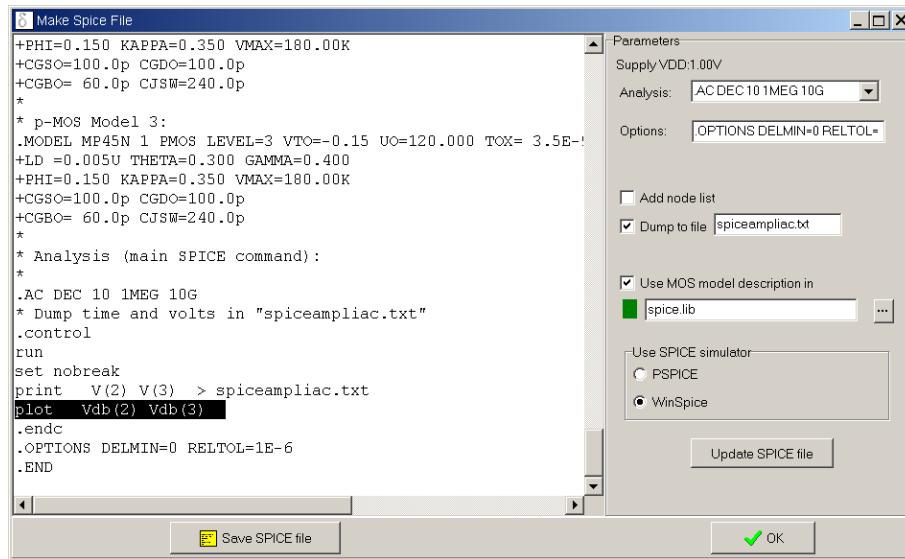 Make Spice File
+PHI=0.150 KAPPA=0.350 VMAX=180.00K
+CGSO=100.0p CGDO=100.0p
+CGBO= 60.0p CJSW=240.0p
*
* p-MOS Model 3:
.MODEL MP45N 1 PMOS LEVEL=3 VTO=-0.15 UO=120.000 TOX= 3.5E-
+LD =0.005U THETA=0.300 GAMMA=0.400
+PHI=0.150 KAPPA=0.350 VMAX=180.00K
+CGSO=100.0p CGDO=100.0p
+CGBO= 60.0p CJSW=240.0p
*
* Analysis (main SPICE command):
*
.AC DEC 10 1MEG 10G
* Dump time and volts in "spiceampliac.txt"
.control
run
set nobreak
print   V(2) V(3)  > spiceampliac.txt
plot   Vdb(2) Vdb(3)
.endc
.OPTIONS DELMIN=0 RELTOL=1E-6
.END
Save SPICE file
Parameters
Supply VDD:1.00V
Analysis: .AC DEC 10 1MEG 10G
Options: .OPTIONS DELMIN=0 RELTOL=
Add node list
Dump to file spiceampliac.txt
Use MOS model description in
spice.lib
...
Use SPICE simulator
PSPICE
WinSpice
Update SPICE file
OK